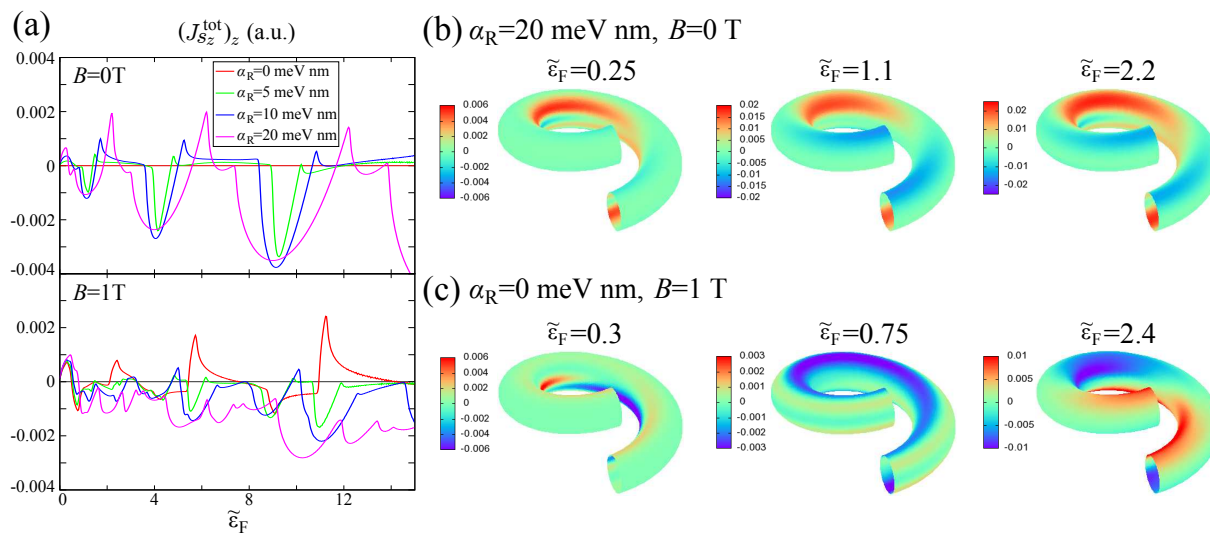 (a)
(J_{s_z}^{tot})_z (a.u.)
0.004
0.002
0
-0.002
-0.004
B=0T
α_R=0 meV nm
α_R=5 meV nm
α_R=10 meV nm
α_R=20 meV nm
0.002
0
-0.002
-0.004
B=1T
0 4 8 12
ε̃_F
(b) α_R=20 meV nm, B=0 T
ε̃_F=0.25
0.006
0.004
0.002
0
-0.002
-0.004
-0.006
ε̃_F=1.1
0.02
0.015
0.01
0.005
0
-0.005
-0.01
-0.015
-0.02
ε̃_F=2.2
0.02
0.01
0
-0.01
-0.02
(c) α_R=0 meV nm, B=1 T
ε̃_F=0.3
0.006
0.004
0.002
0
-0.002
-0.004
-0.006
ε̃_F=0.75
0.003
0.002
0.001
0
-0.001
-0.002
-0.003
ε̃_F=2.4
0.01
0.005
0
-0.005
-0.01